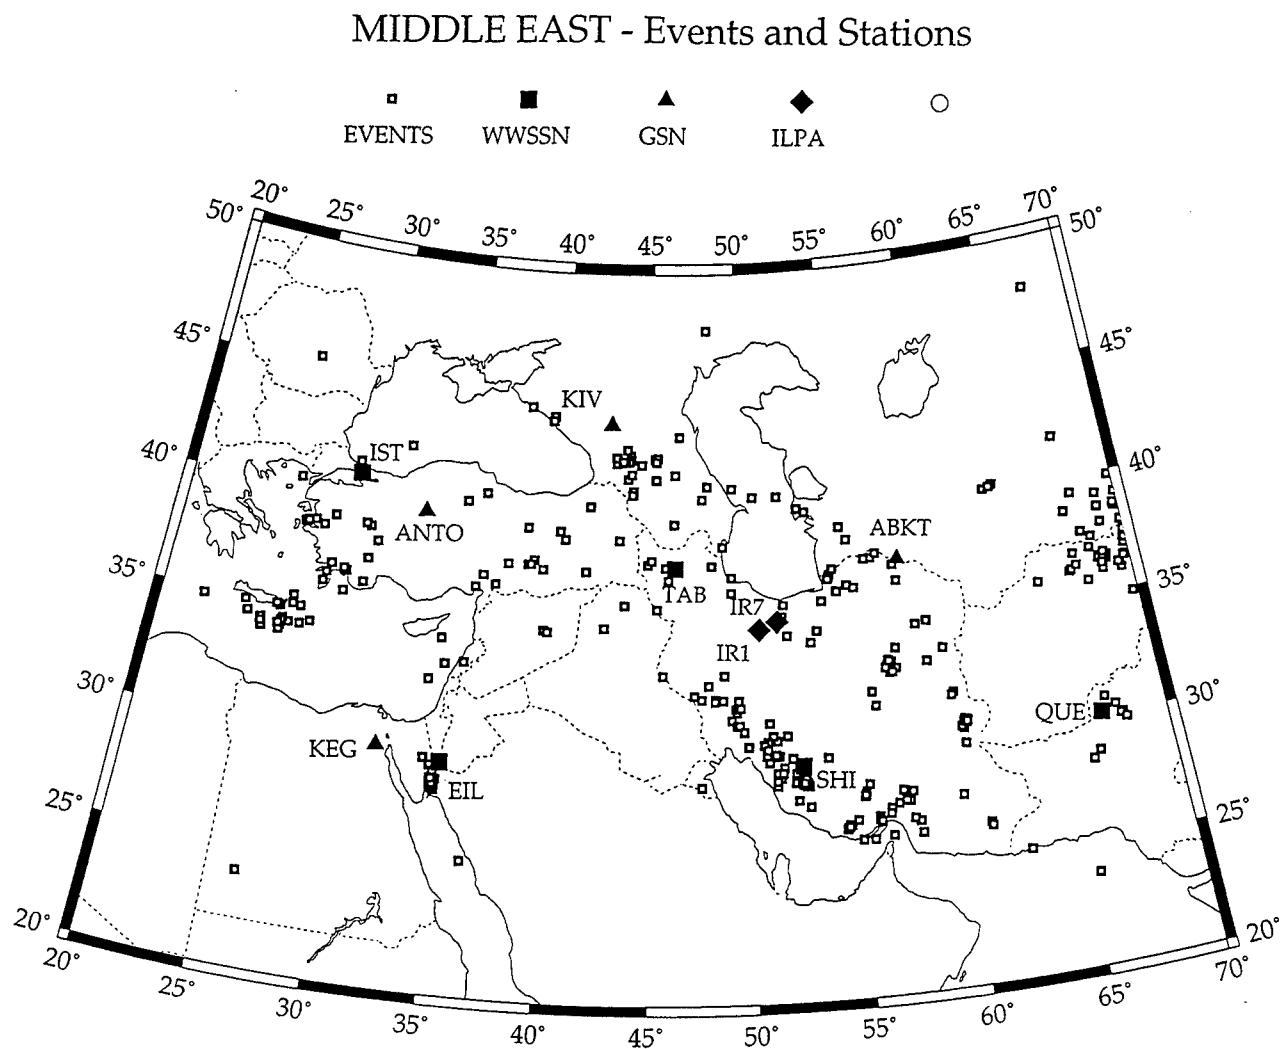 MIDDLE EAST - Events and Stations
EVENTS WWSSN GSN ILPA
20° 25° 30° 35° 40° 45° 50° 55° 60° 65° 70°
50° 50°
45° 45°
KIV
IST
40° 40°
ANTO ABKT
35° 35°
TAB IR7
IR1
30° 30°
QUE
KEG
SHI
EIL
25° 25°
20° 20°
20° 25° 30° 35° 40° 45° 50° 55° 60° 65° 70°